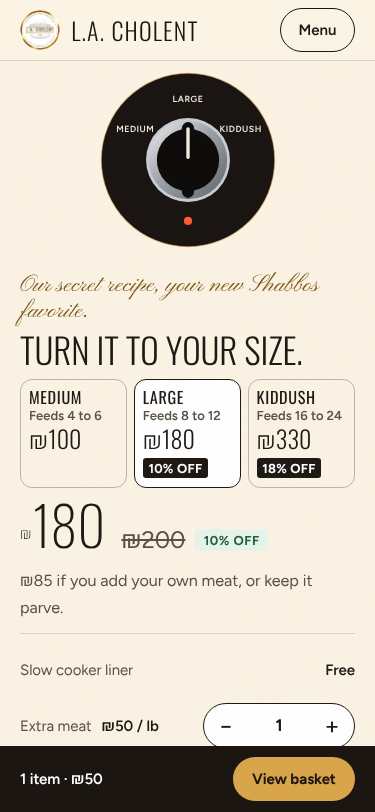 L.A. CHOLENT
Menu
LARGE
MEDIUM KIDDUSH
Our secret recipe, your new Shabbos
favorite.
TURN IT TO YOUR SIZE.
MEDIUM
Feeds 4 to 6
₪100
LARGE
Feeds 8 to 12
₪180
10% OFF
KIDDUSH
Feeds 16 to 24
₪330
18% OFF
₪180 ₪200 10% OFF
₪85 if you add your own meat, or keep it
parve.
Slow cooker liner Free
Extra meat ₪50 / lb − 1 +
1 item · ₪50 View basket